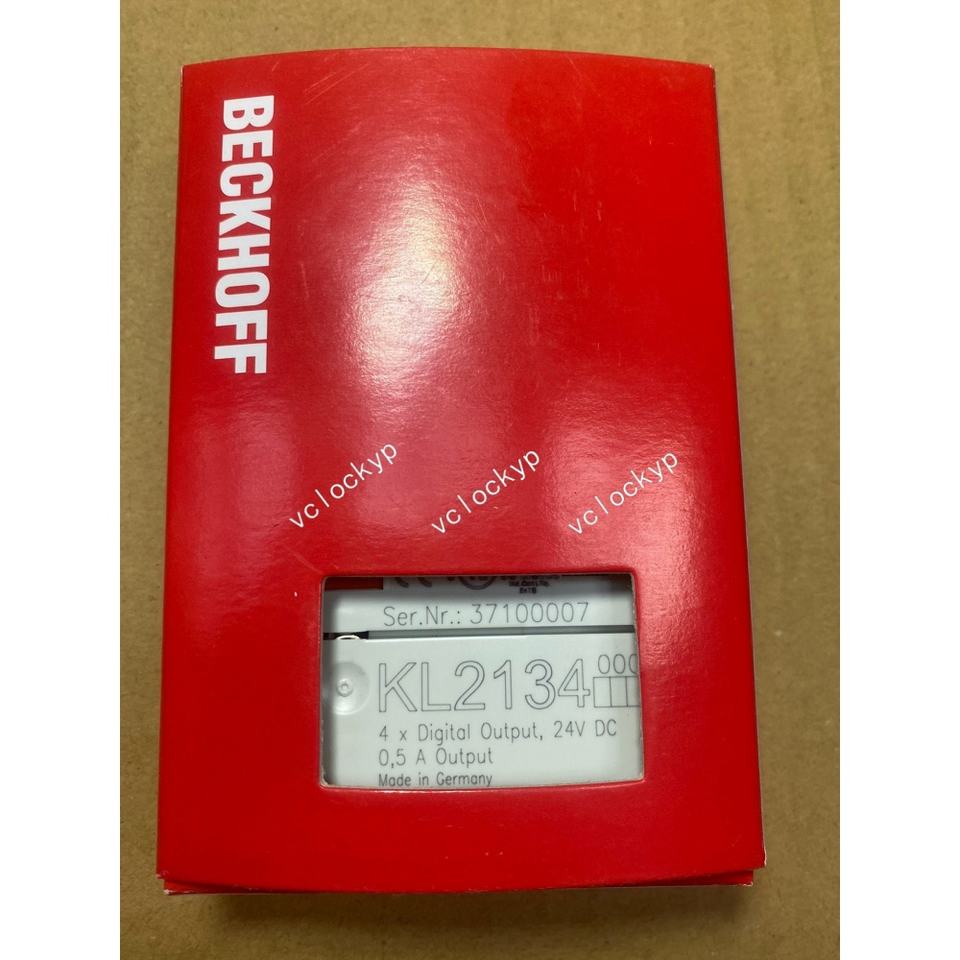 BECKHOFF
vclockyp
vclockyp
vclockyp
Ser.Nr.: 37100007
KL2134
000
4 x Digital Output, 24V DC
0,5 A Output
Made in Germany